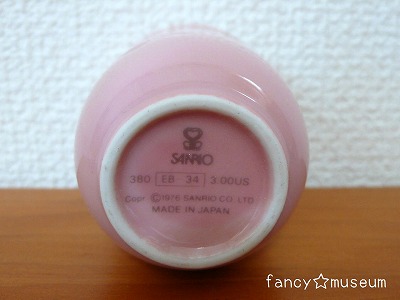 SANRIO
380 EB-34 3.00US
Copr. ©1976 SANRIO CO. LTD.
MADE IN JAPAN
fancy☆museum